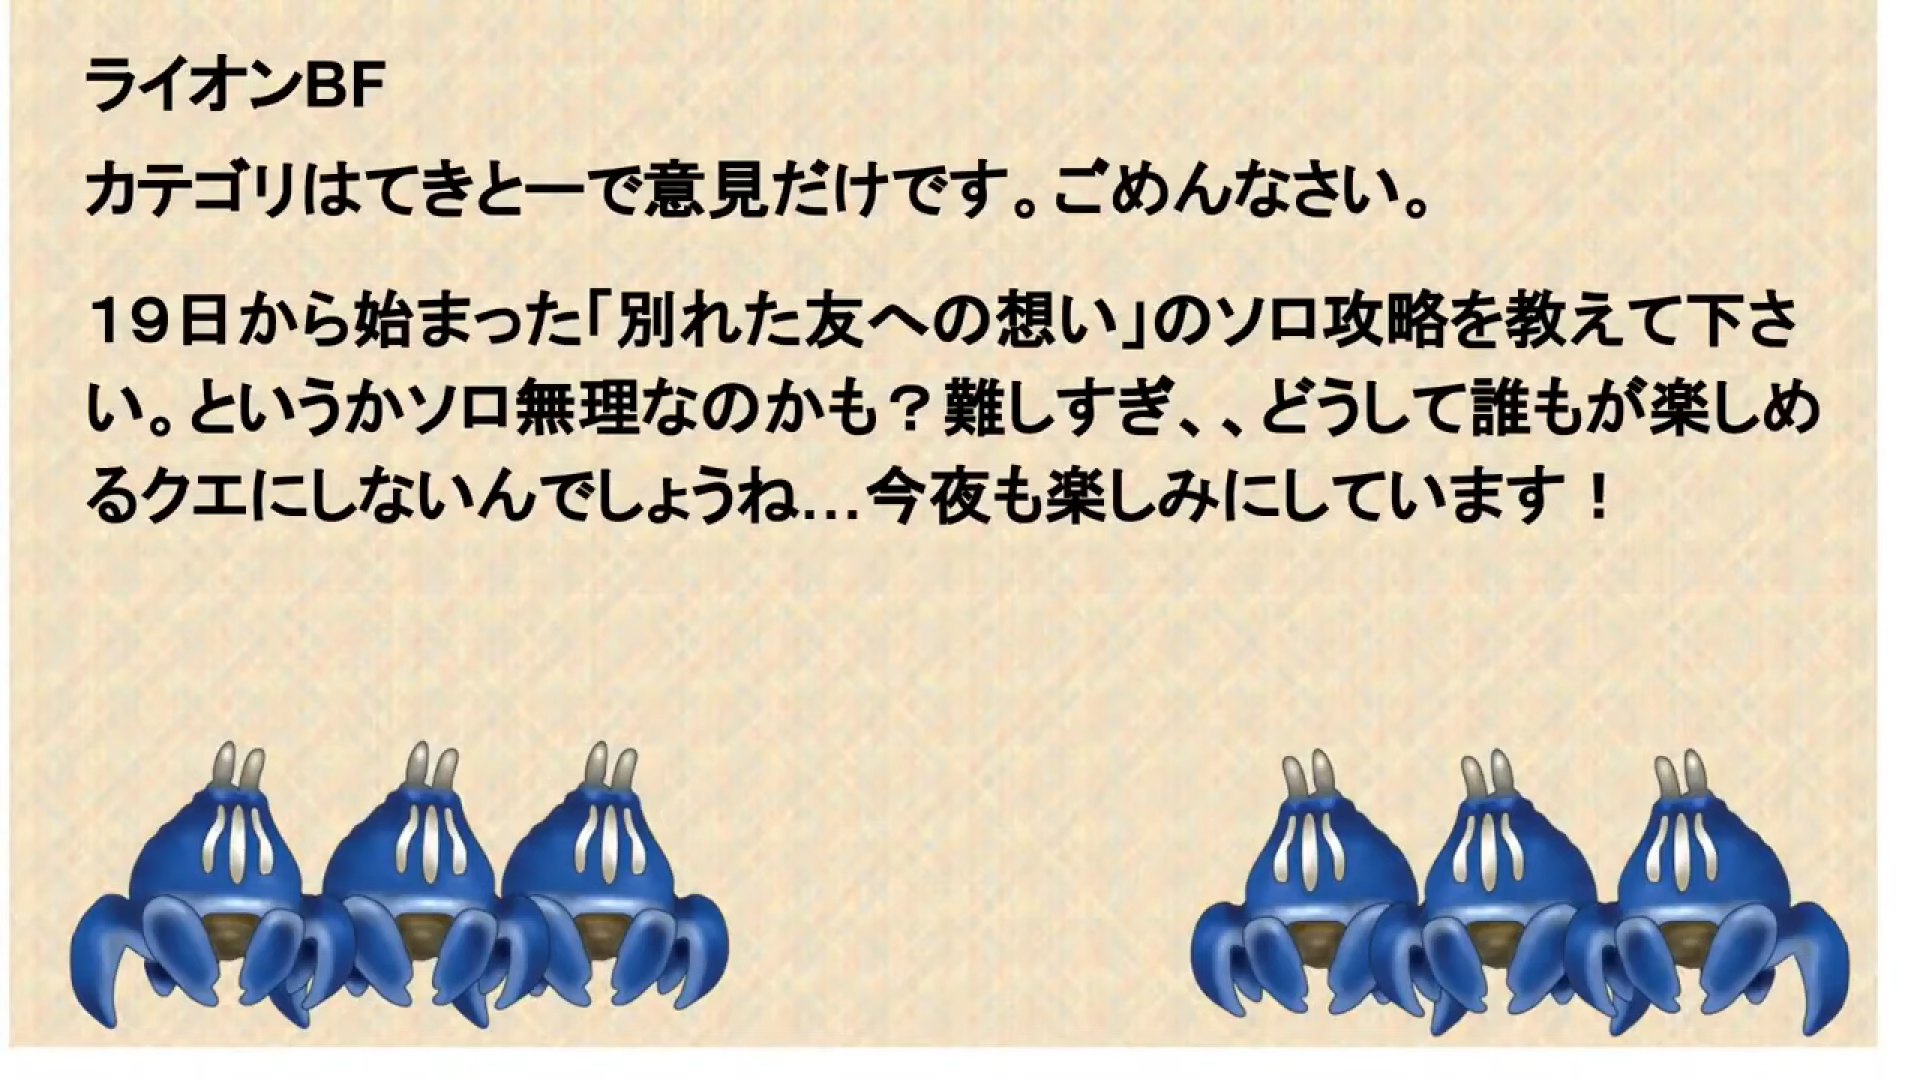 ライオンBF
カテゴリはてきとーで意見だけです。ごめんなさい。
１９日から始まった「別れた友への想い」のソロ攻略を教えて下さ
い。というかソロ無理なのかも？難しすぎ、、どうして誰もが楽しめ
るクエにしないんでしょうね…今夜も楽しみにしています！